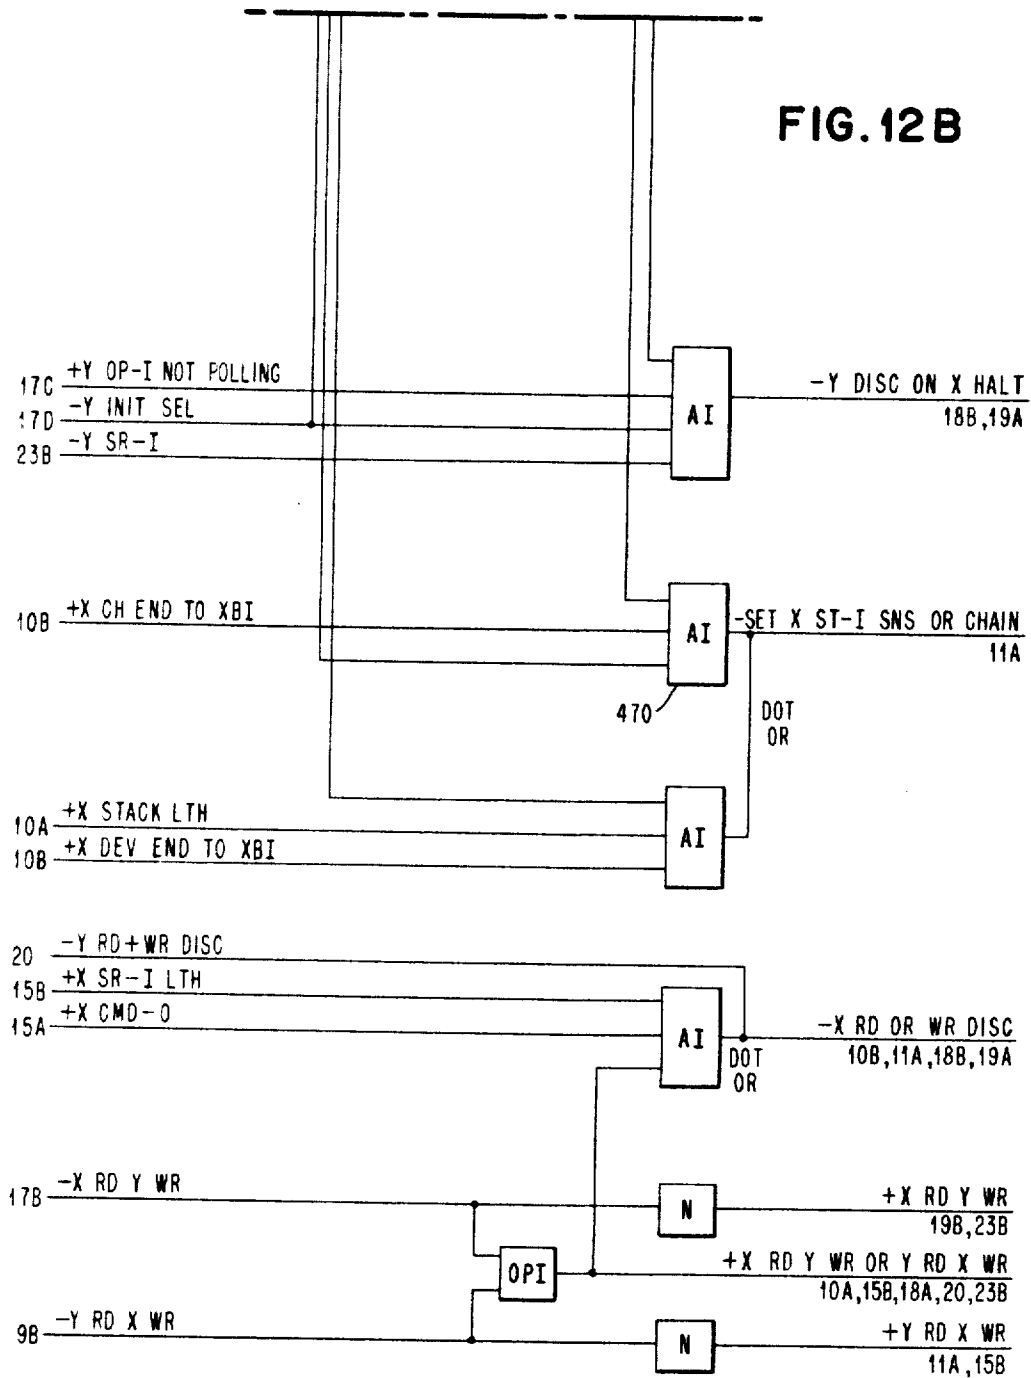 FIG. 12B
17C +Y OP-I NOT POLLING
17D -Y INIT SEL
23B -Y SR-I
AI
-Y DISC ON X HALT
18B,19A
10B +X CH END TO XBI
AI
-SET X ST-I SNS OR CHAIN
11A
470
DOT
OR
10A +X STACK LTH
10B +X DEV END TO XBI
AI
20 -Y RD+WR DISC
15B +X SR-I LTH
15A +X CMD-O
AI
DOT
OR
-X RD OR WR DISC
10B,11A,18B,19A
17B -X RD Y WR
N
+X RD Y WR
19B,23B
OPI
+X RD Y WR OR Y RD X WR
10A,15B,18A,20,23B
9B -Y RD X WR
N
+Y RD X WR
11A,15B